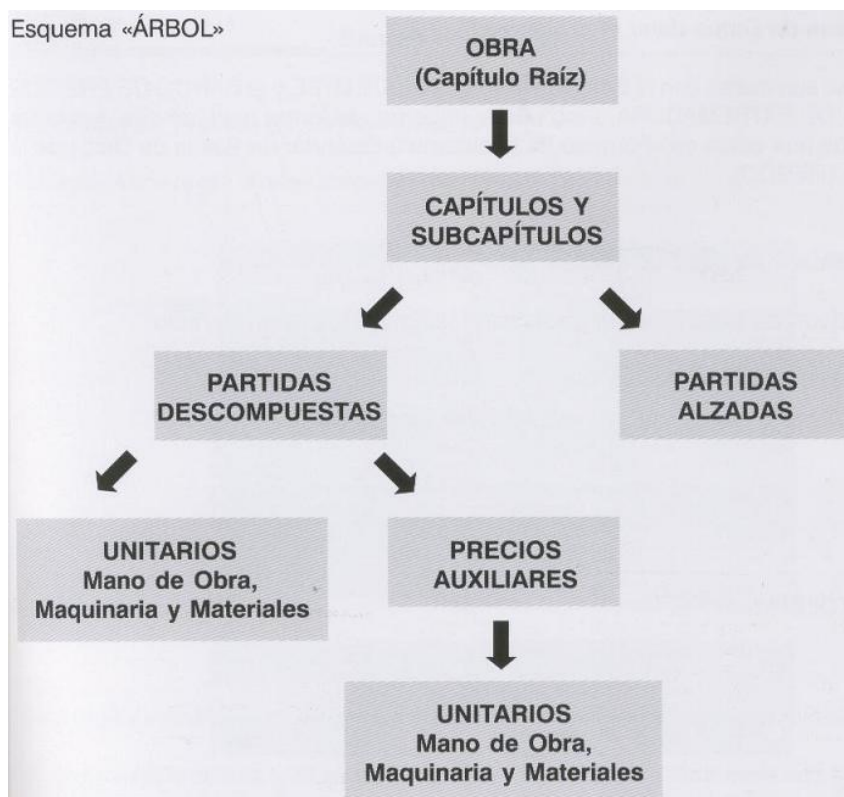 Esquema «ÁRBOL»
OBRA
(Capítulo Raíz)
CAPÍTULOS Y
SUBCAPÍTULOS
PARTIDAS
DESCOMPUESTAS
PARTIDAS
ALZADAS
UNITARIOS
Mano de Obra,
Maquinaria y Materiales
PRECIOS
AUXILIARES
UNITARIOS
Mano de Obra,
Maquinaria y Materiales